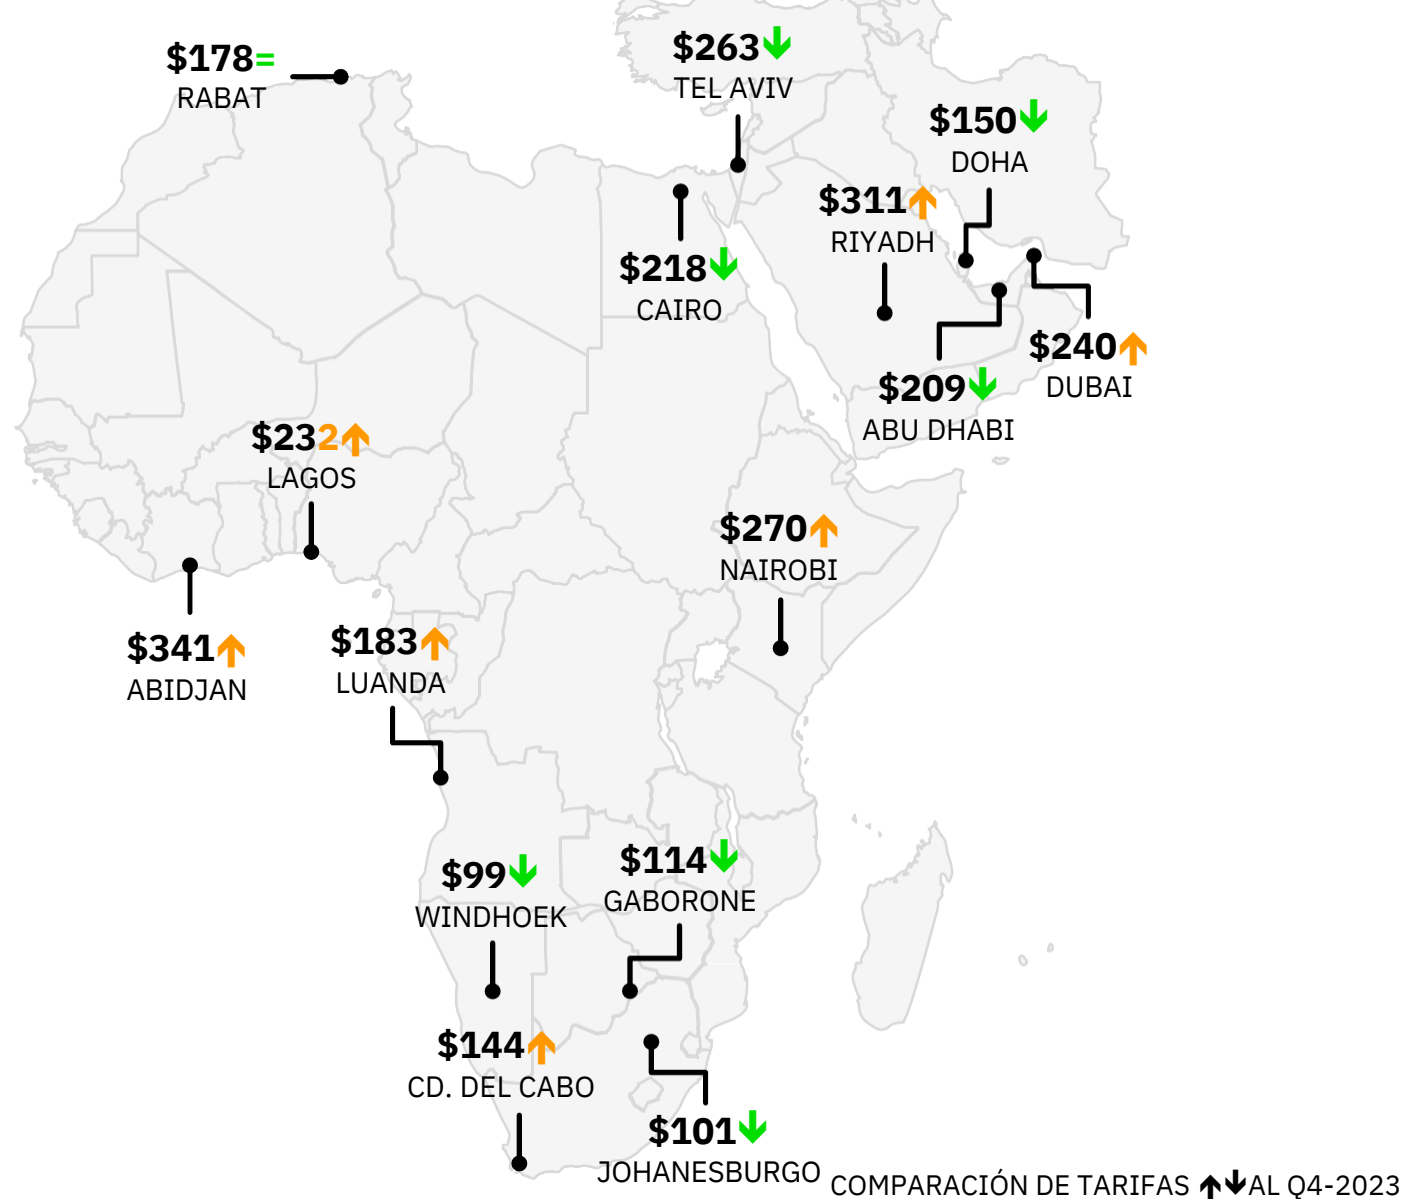 $178=
RABAT
$263↓
TEL AVIV
$150↓
DOHA
$311↑
RIYADH
$218↓
CAIRO
$240↑
DUBAI
$209↓
ABU DHABI
$232↑
LAGOS
$270↑
NAIROBI
$341↑
ABIDJAN
$183↑
LUANDA
$99↓
WINDHOEK
$114↓
GABORONE
$144↑
CD. DEL CABO
$101↓
JOHANESBURGO
COMPARACIÓN DE TARIFAS ↑↓AL Q4-2023